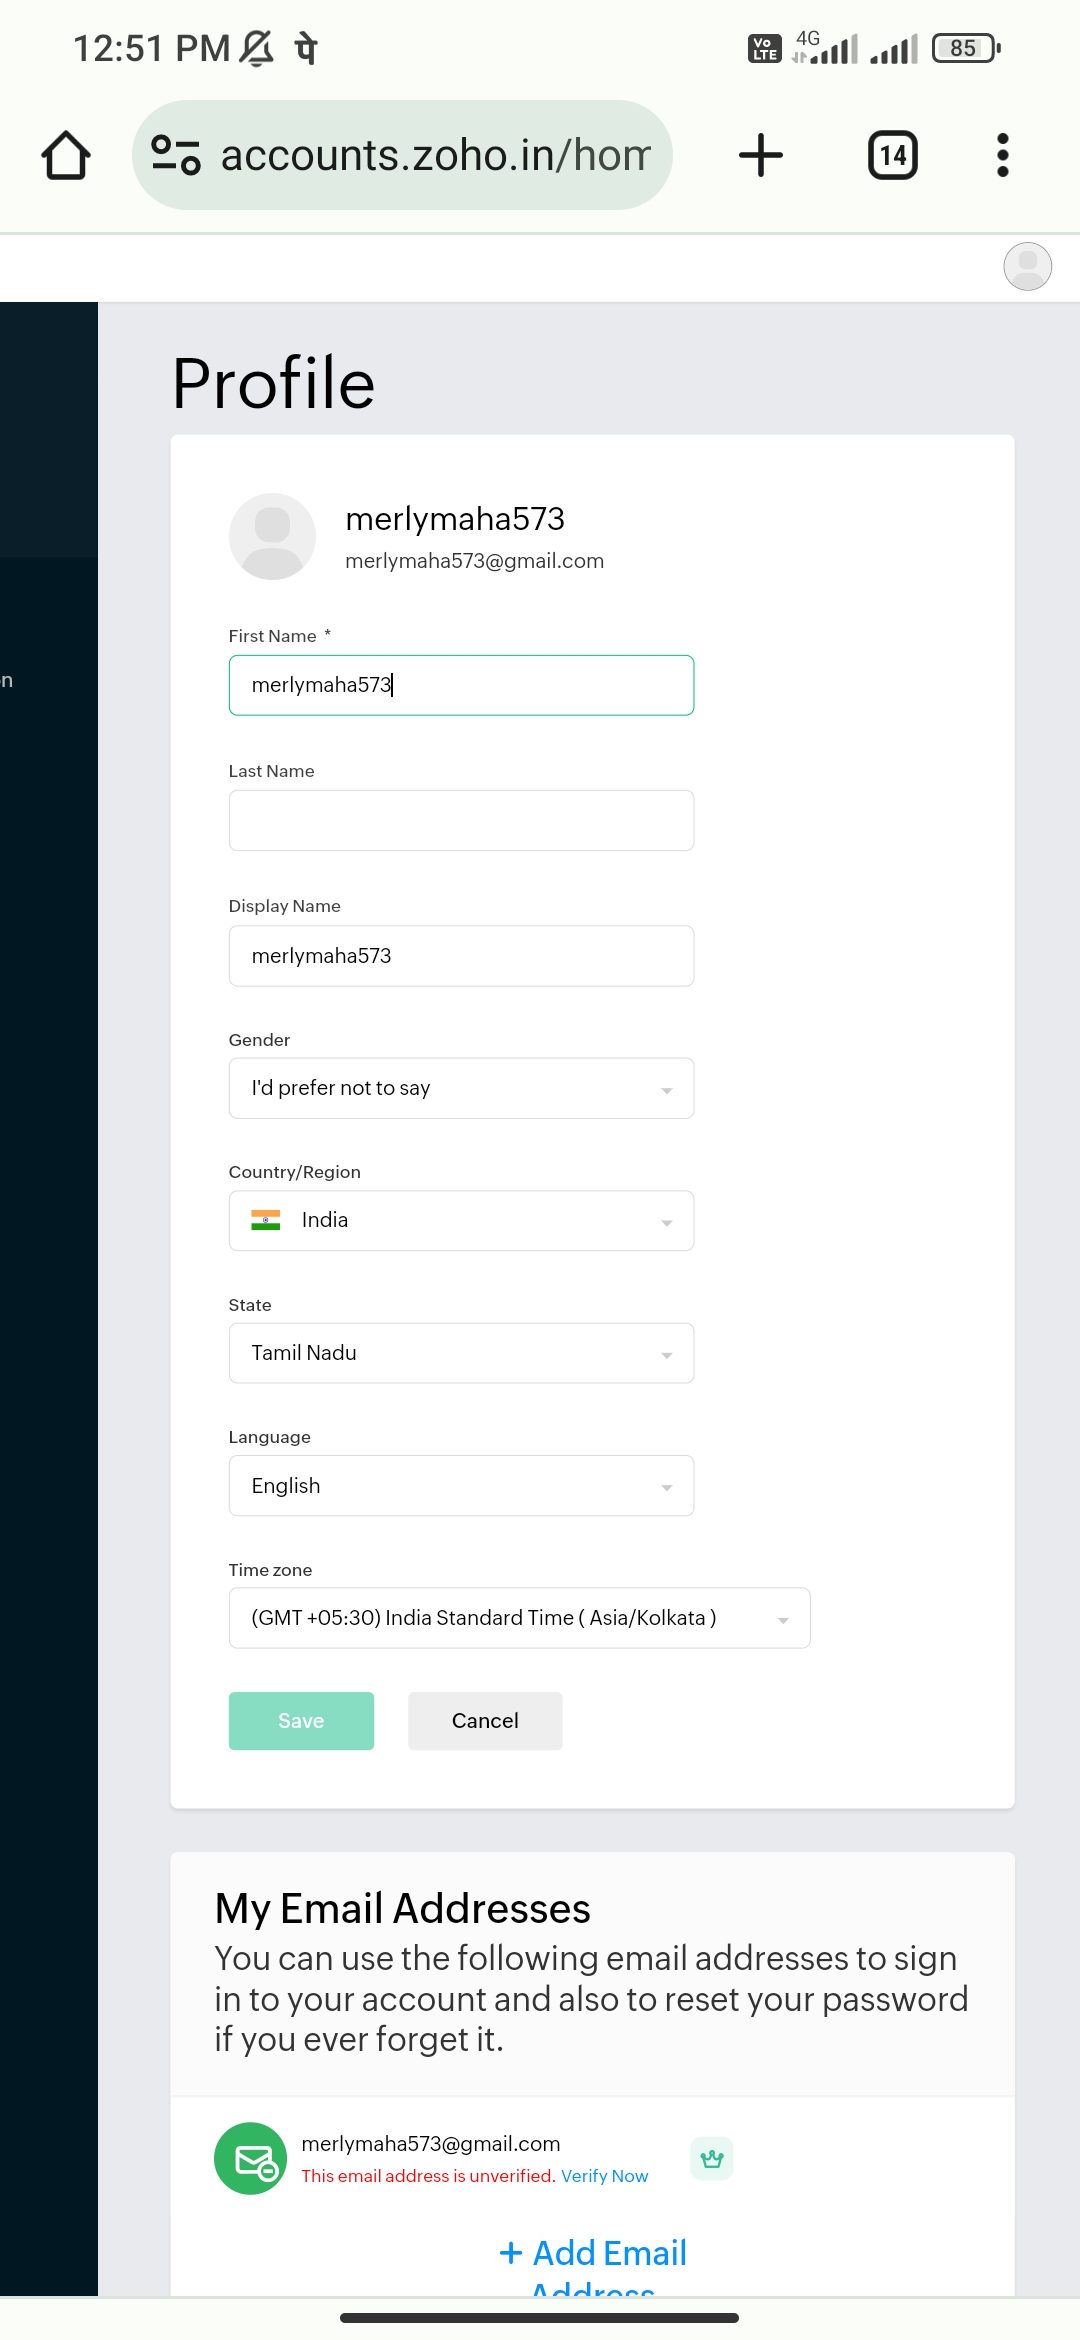 12:51 PM पे Vo LTE 4G 85
accounts.zoho.in/hom
14
Profile
merlymaha573
merlymaha573@gmail.com
First Name *
merlymaha573
n
Last Name
Display Name
merlymaha573
Gender
I'd prefer not to say
Country/Region
India
State
Tamil Nadu
Language
English
Time zone
(GMT +05:30) India Standard Time ( Asia/Kolkata )
Save Cancel
My Email Addresses
You can use the following email addresses to sign
in to your account and also to reset your password
if you ever forget it.
merlymaha573@gmail.com
This email address is unverified. Verify Now
+ Add Email
Address